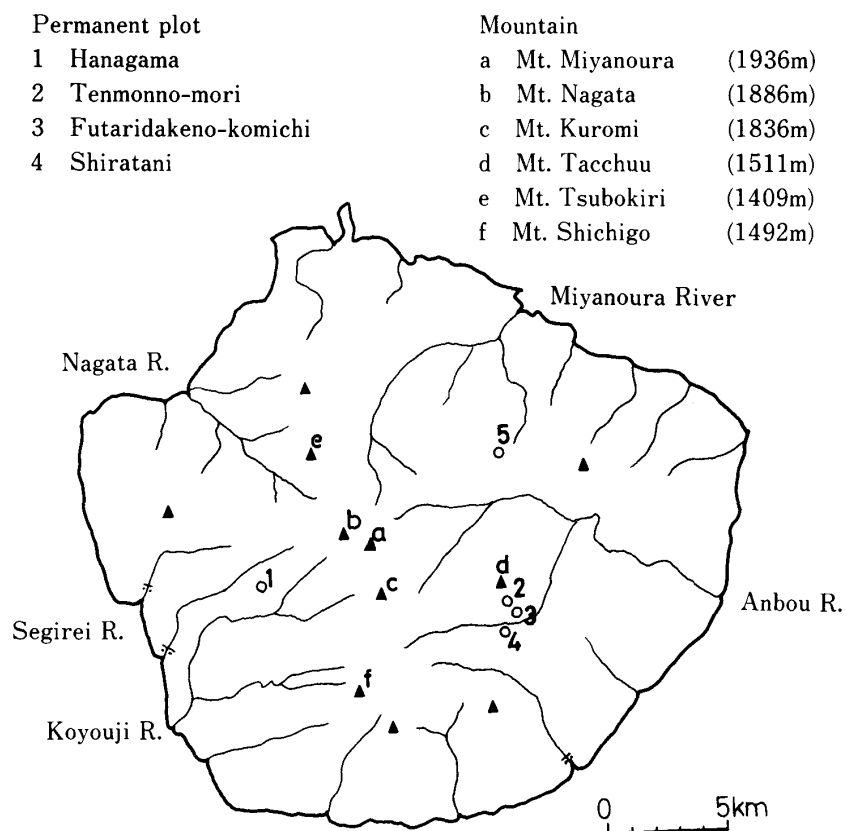 Permanent plot
1 Hanagama
2 Tenmonno-mori
3 Futaridakeno-komichi
4 Shiratani
Mountain
a Mt. Miyanoura (1936m)
b Mt. Nagata (1886m)
c Mt. Kuromi (1836m)
d Mt. Tacchuu (1511m)
e Mt. Tsubokiri (1409m)
f Mt. Shichigo (1492m)
Miyanoura River
Nagata R.
e
5
b
a
d
1
c
2
3
4
Anbou R.
Segirei R.
f
Koyouji R.
0 5km